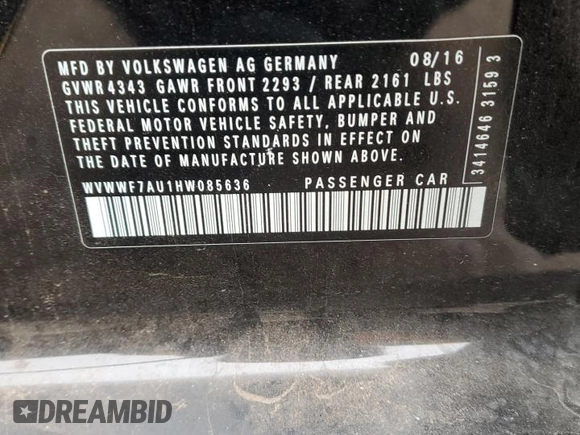 MFD BY VOLKSWAGEN AG GERMANY 08/16
GVWR 4343 GAWR FRONT 2293 / REAR 2161 LBS
THIS VEHICLE CONFORMS TO ALL APPLICABLE U.S.
FEDERAL MOTOR VEHICLE SAFETY, BUMPER AND
THEFT PREVENTION STANDARDS IN EFFECT ON
THE DATE OF MANUFACTURE SHOWN ABOVE.
WVWWF7AU1HW085636 PASSENGER CAR
3414646 31593
DREAMBID